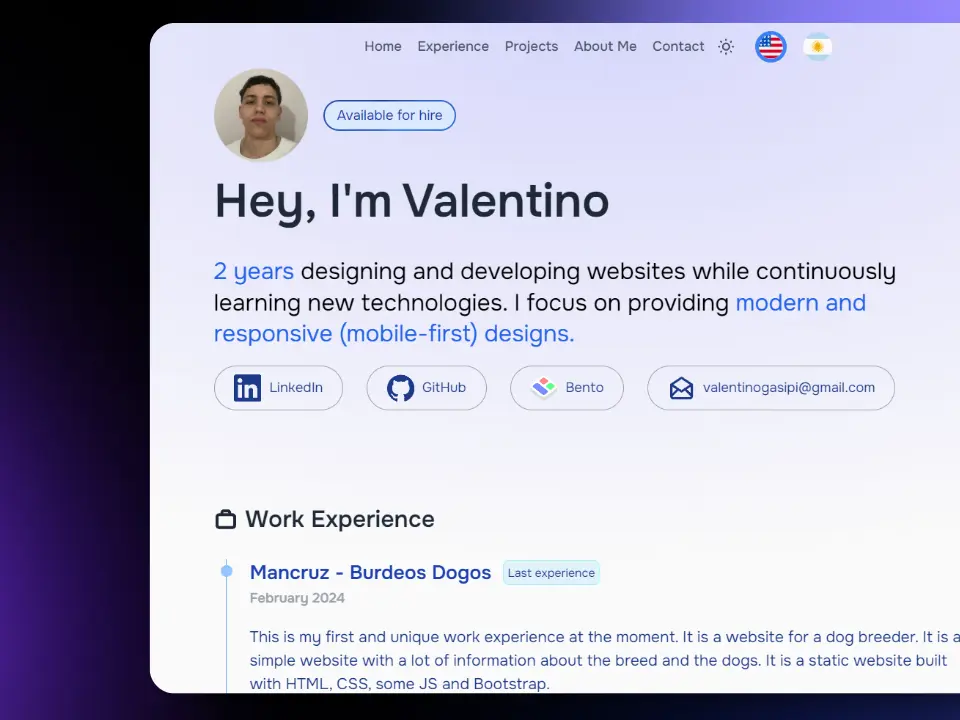 Home Experience Projects About Me Contact
Available for hire
Hey, I'm Valentino
2 years designing and developing websites while continuously
learning new technologies. I focus on providing modern and
responsive (mobile-first) designs.
LinkedIn GitHub Bento valentinogasipi@gmail.com
Work Experience
Mancruz - Burdeos Dogos Last experience
February 2024
This is my first and unique work experience at the moment. It is a website for a dog breeder. It is a
simple website with a lot of information about the breed and the dogs. It is a static website built
with HTML, CSS, some JS and Bootstrap.